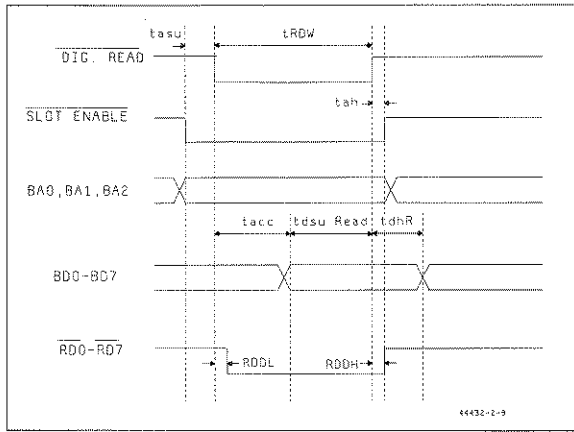 tasu
tRDW
DIG. READ
tah
SLOT ENABLE
BA0,BA1,BA2
tacc
tdsu Read
tdhR
BD0-BD7
RD0-RD7
RDDL
RDDH
44432-2-9